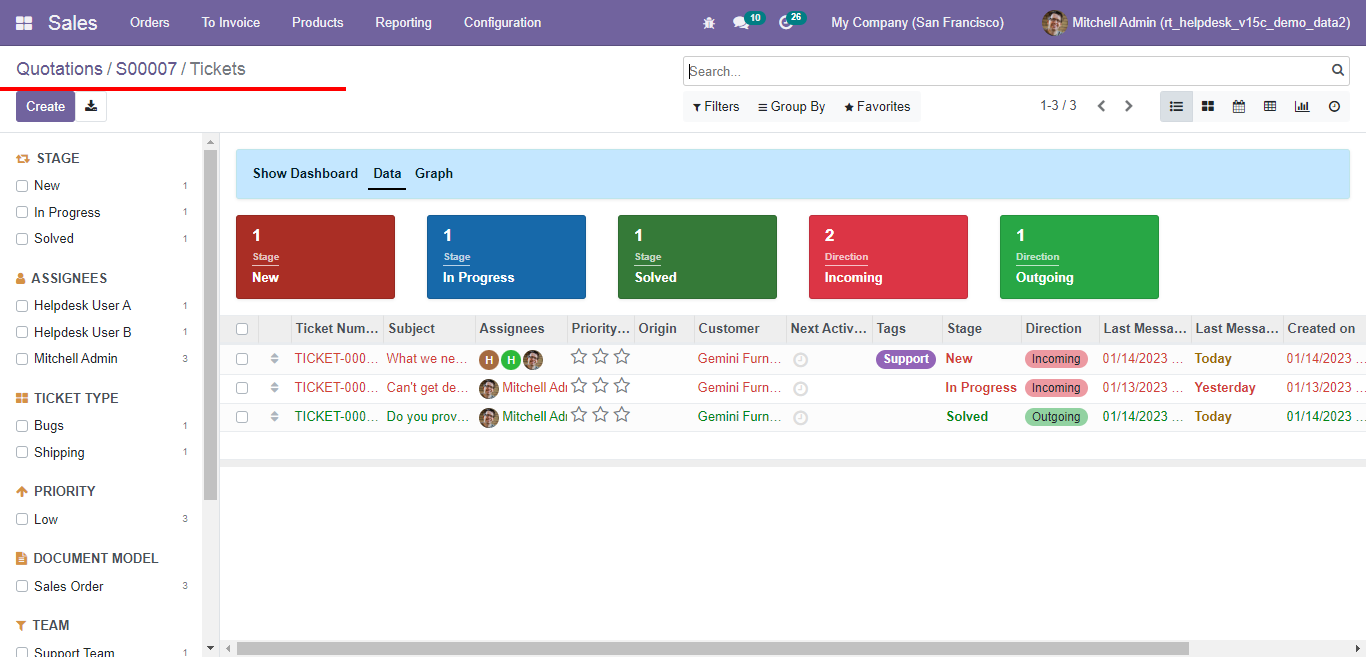 Sales Orders To Invoice Products Reporting Configuration 10 26 My Company (San Francisco) Mitchell Admin (rt_helpdesk_v15c_demo_data2)
Quotations / S00007 / Tickets
Search...
Create
Filters Group By Favorites 1-3 / 3
STAGE
New 1
In Progress 1
Solved 1
ASSIGNEES
Helpdesk User A 1
Helpdesk User B 1
Mitchell Admin 3
TICKET TYPE
Bugs 1
Shipping 1
PRIORITY
Low 3
DOCUMENT MODEL
Sales Order 3
TEAM
Support Team 1
Show Dashboard Data Graph
1 Stage New
1 Stage In Progress
1 Stage Solved
2 Direction Incoming
1 Direction Outgoing
Ticket Num... Subject Assignees Priority... Origin Customer Next Activ... Tags Stage Direction Last Messa... Last Messa... Created on
TICKET-000... What we ne... H H Gemini Furn... Support New Incoming 01/14/2023 ... Today 01/14/2023 ...
TICKET-000... Can't get de... Mitchell Adr Gemini Furn... In Progress Incoming 01/13/2023 ... Yesterday 01/13/2023 ...
TICKET-000... Do you prov... Mitchell Adr Gemini Furn... Solved Outgoing 01/14/2023 ... Today 01/14/2023 ...